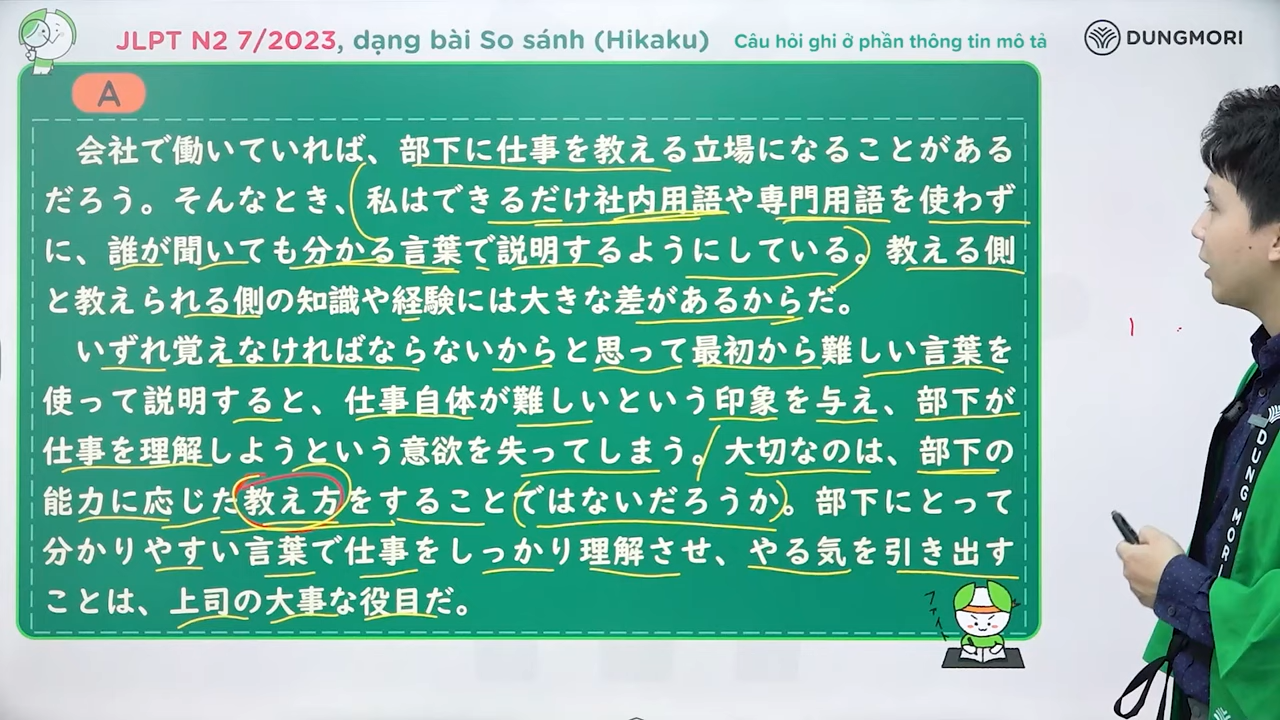 JLPT N2 7/2023, dạng bài So sánh (Hikaku)
Câu hỏi ghi ở phần thông tin mô tả
DUNGMORI
A
会社で働いていれば、部下に仕事を教える立場になることがある
だろう。そんなとき、私はできるだけ社内用語や専門用語を使わず
に、誰が聞いても分かる言葉で説明するようにしている。教える側
と教えられる側の知識や経験には大きな差があるからだ。
いずれ覚えなければならないからと思って最初から難しい言葉を
使って説明すると、仕事自体が難しいという印象を与え、部下が
仕事を理解しようという意欲を失ってしまう。大切なのは、部下の
能力に応じた教え方をすることではないだろうか。部下にとって
分かりやすい言葉で仕事をしっかり理解させ、やる気を引き出す
ことは、上司の大事な役目だ。
ファイト
DUNGMORI